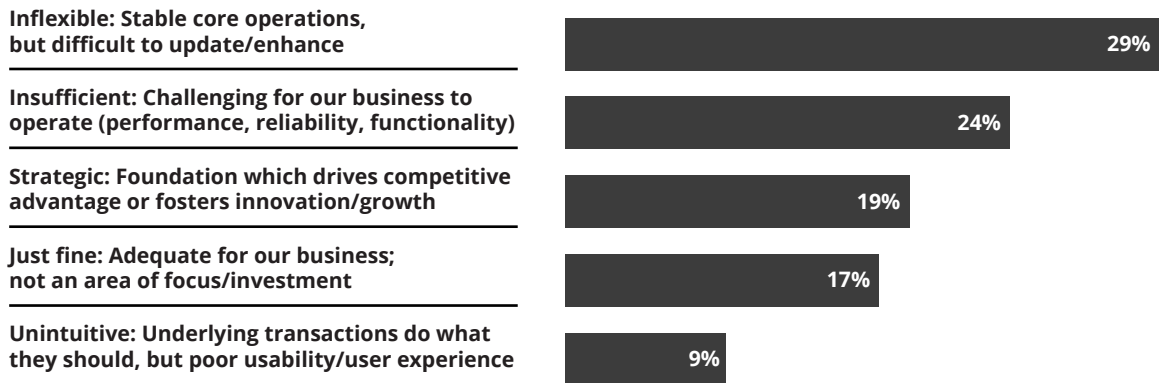 Inflexible: Stable core operations,
but difficult to update/enhance
29%
Insufficient: Challenging for our business to
operate (performance, reliability, functionality)
24%
Strategic: Foundation which drives competitive
advantage or fosters innovation/growth
19%
Just fine: Adequate for our business;
not an area of focus/investment
17%
Unintuitive: Underlying transactions do what
they should, but poor usability/user experience
9%